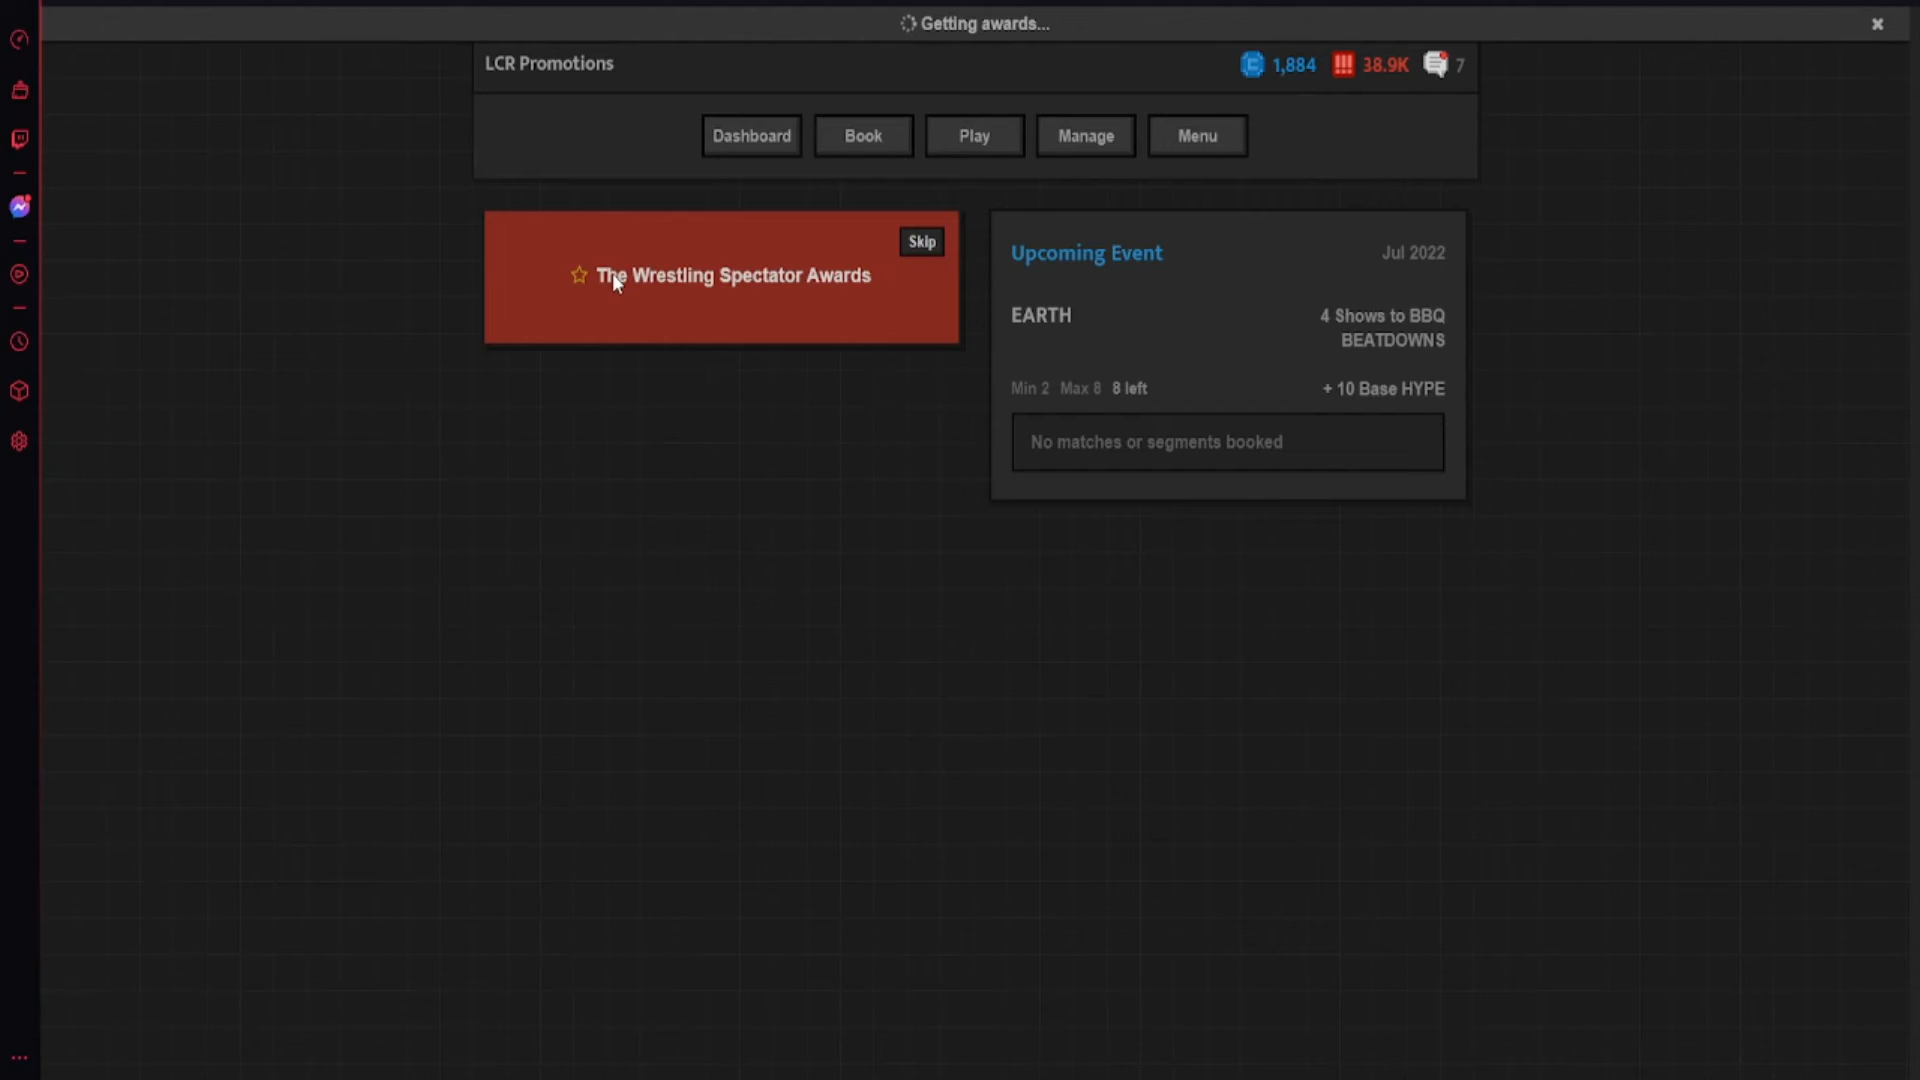 Getting awards...
LCR Promotions
1,884
38.9K
7
Dashboard
Book
Play
Manage
Menu
Skip
The Wrestling Spectator Awards
Upcoming Event
Jul 2022
EARTH
4 Shows to BBQ
BEATDOWNS
Min 2 Max 8 8 left
+ 10 Base HYPE
No matches or segments booked